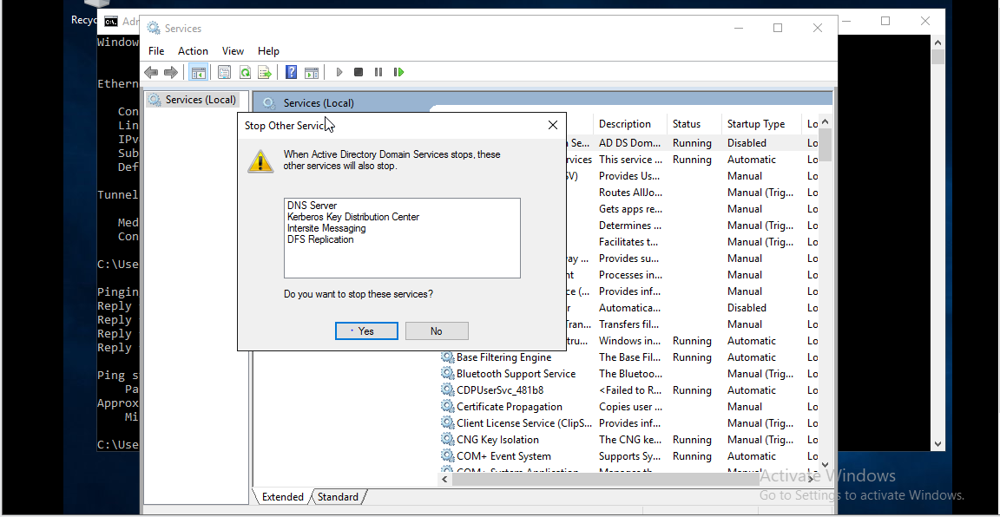 Recyc
Adr
Services
File Action View Help
Window
Ethern
Con
Lin
IPv
Sub
Def
Tunnel
Med
Con
C:\Use
Pingin
Reply
Reply
Reply
Reply
Ping s
Pa
Approx
Mi
C:\Use
Services (Local)
Services (Local)
Stop Other Servic
When Active Directory Domain Services stops, these
other services will also stop.
DNS Server
Kerberos Key Distribution Center
Intersite Messaging
DFS Replication
Do you want to stop these services?
Yes No
Description Status Startup Type Lo
Se... AD DS Dom... Running Disabled Lo
rvices This service ... Running Automatic Lo
SV) Provides Us... Manual Lo
Routes AllJo... Manual (Trig... Lo
Gets apps re... Manual Lo
Determines ... Manual (Trig... Lo
Facilitates t... Manual (Trig... Lo
ay ... Provides su... Manual Lo
nt Processes in... Manual Lo
ce (... Provides inf... Manual Lo
r Automatica... Disabled Lo
Tran... Transfers fil... Manual Lo
tru... Windows in... Running Automatic Lo
Base Filtering Engine The Base Fil... Running Automatic Lo
Bluetooth Support Service The Bluetoo... Manual (Trig... Lo
CDPUserSvc_481b8 <Failed to R... Running Automatic Lo
Certificate Propagation Copies user ... Manual Lo
Client License Service (ClipS... Provides inf... Manual (Trig... Lo
CNG Key Isolation The CNG ke... Running Manual (Trig... Lo
COM+ Event System Supports Sy... Running Automatic Lo
COM+ System Application Manages th... Manual Lo
Extended Standard
Activate Windows
Go to Settings to activate Windows.